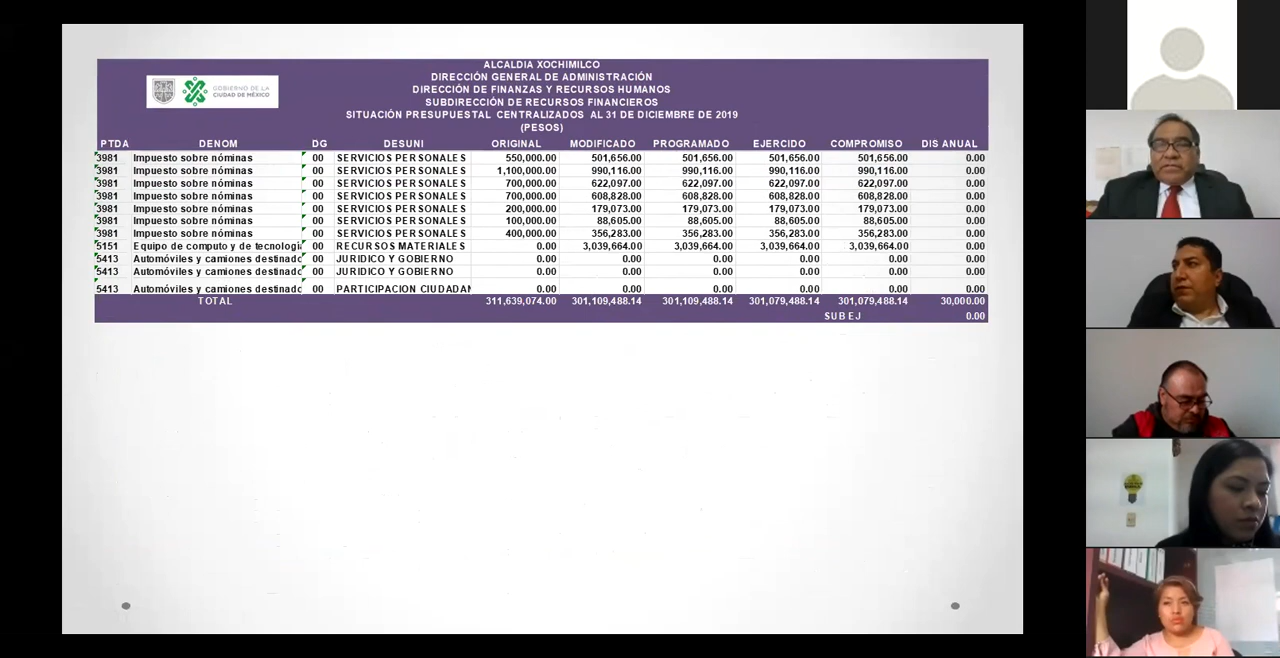 ALCALDIA XOCHIMILCO
DIRECCIÓN GENERAL DE ADMINISTRACIÓN
GOBIERNO DE LA
CIUDAD DE MÉXICO
DIRECCIÓN DE FINANZAS Y RECURSOS HUMANOS
SUBDIRECCIÓN DE RECURSOS FINANCIEROS
SITUACIÓN PRESUPUESTAL CENTRALIZADOS AL 31 DE DICIEMBRE DE 2019
(PESOS)
PTDA DENOM DG DESUNI ORIGINAL MODIFICADO PROGRAMADO EJERCIDO COMPROMISO DIS ANUAL
3981 Impuesto sobre nóminas 00 SERVICIOS PERSONALES 550,000.00 501,656.00 501,656.00 501,656.00 501,656.00 0.00
3981 Impuesto sobre nóminas 00 SERVICIOS PERSONALES 1,100,000.00 990,116.00 990,116.00 990,116.00 990,116.00 0.00
3981 Impuesto sobre nóminas 00 SERVICIOS PERSONALES 700,000.00 622,097.00 622,097.00 622,097.00 622,097.00 0.00
3981 Impuesto sobre nóminas 00 SERVICIOS PERSONALES 700,000.00 608,828.00 608,828.00 608,828.00 608,828.00 0.00
3981 Impuesto sobre nóminas 00 SERVICIOS PERSONALES 200,000.00 179,073.00 179,073.00 179,073.00 179,073.00 0.00
3981 Impuesto sobre nóminas 00 SERVICIOS PERSONALES 100,000.00 88,605.00 88,605.00 88,605.00 88,605.00 0.00
3981 Impuesto sobre nóminas 00 SERVICIOS PERSONALES 400,000.00 356,283.00 356,283.00 356,283.00 356,283.00 0.00
5151 Equipo de computo y de tecnologi 00 RECURSOS MATERIALES 0.00 3,039,664.00 3,039,664.00 3,039,664.00 3,039,664.00 0.00
5413 Automóviles y camiones destinado 00 JURIDICO Y GOBIERNO 0.00 0.00 0.00 0.00 0.00 0.00
5413 Automóviles y camiones destinado 00 JURIDICO Y GOBIERNO 0.00 0.00 0.00 0.00 0.00 0.00
5413 Automóviles y camiones destinado 00 PARTICIPACION CIUDADAN 0.00 0.00 0.00 0.00 0.00 0.00
TOTAL 311,639,074.00 301,109,488.14 301,109,488.14 301,079,488.14 301,079,488.14 30,000.00
SUBEJ 0.00